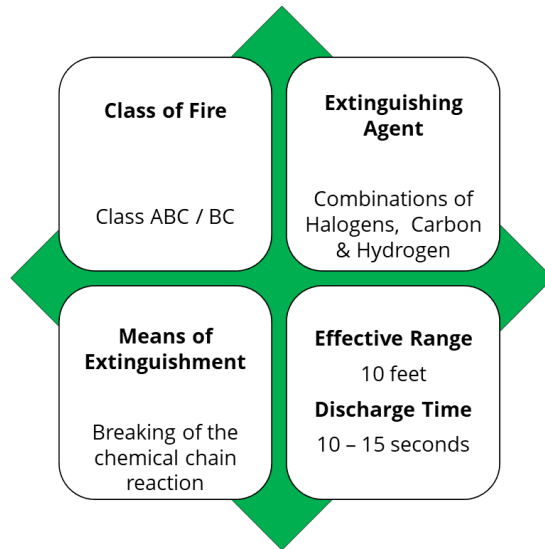 Class of Fire
Class ABC / BC
Extinguishing
Agent
Combinations of
Halogens,  Carbon
& Hydrogen
Means of
Extinguishment
Breaking of the
chemical chain
reaction
Effective Range
10 feet
Discharge Time
10 – 15 seconds